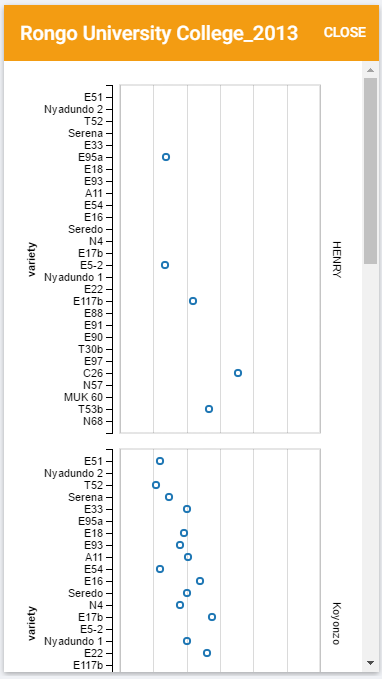 Rongo University College_2013
CLOSE
E51
Nyadundo 2
T52
Serena
E33
E95a
E18
E93
A11
E54
E16
Seredo
N4
E17b
E5-2
Nyadundo 1
E22
E117b
E88
E91
E90
T30b
E97
C26
N57
MUK 60
T53b
N68
variety
HENRY
E51
Nyadundo 2
T52
Serena
E33
E95a
E18
E93
A11
E54
E16
Seredo
N4
E17b
E5-2
Nyadundo 1
E22
E117b
variety
Koyonzo